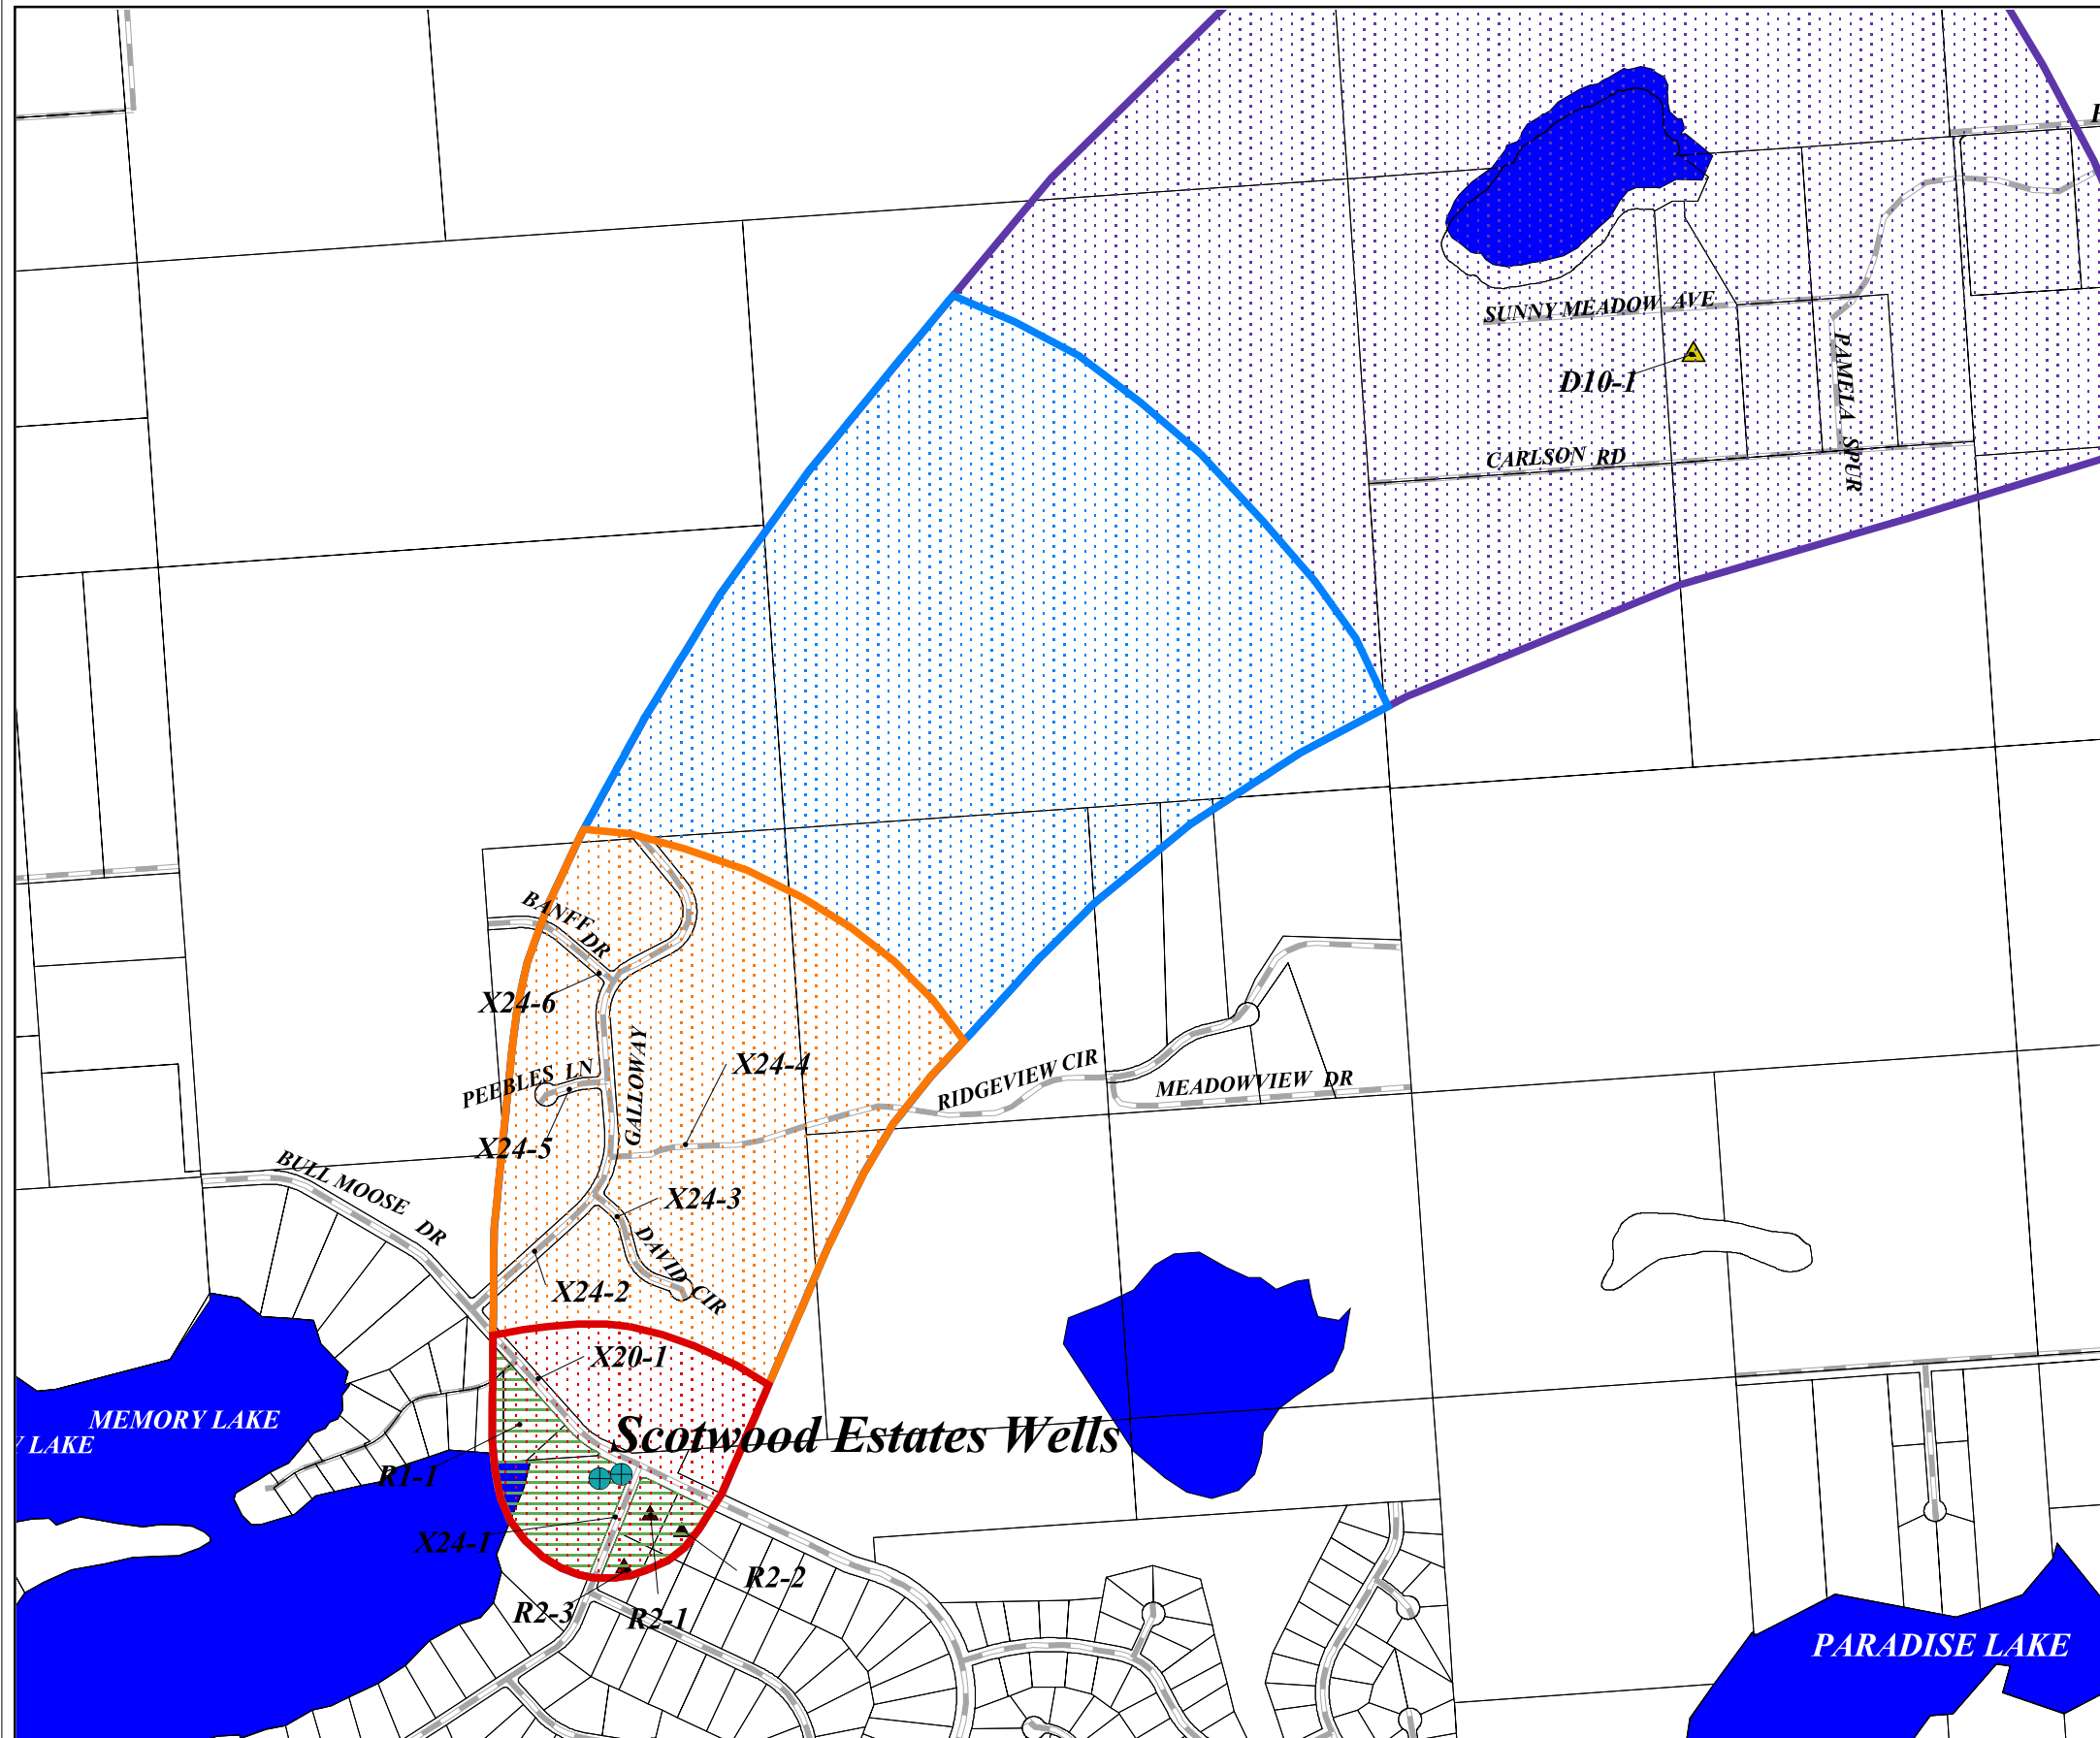 SUNNY MEADOW AVE
D10-1
PAMELA SPUR
CARLSON RD
BANFF DR
X24-6
GALLOWAY
X24-4
PEEBLES LN
RIDGEVIEW CIR
MEADOWVIEW DR
X24-5
BULL MOOSE DR
X24-3
DAVID CIR
X24-2
X20-1
MEMORY LAKE
LAKE
Scotwood Estates Wells
R1-1
X24-1
R2-2
R2-3
R2-1
PARADISE LAKE